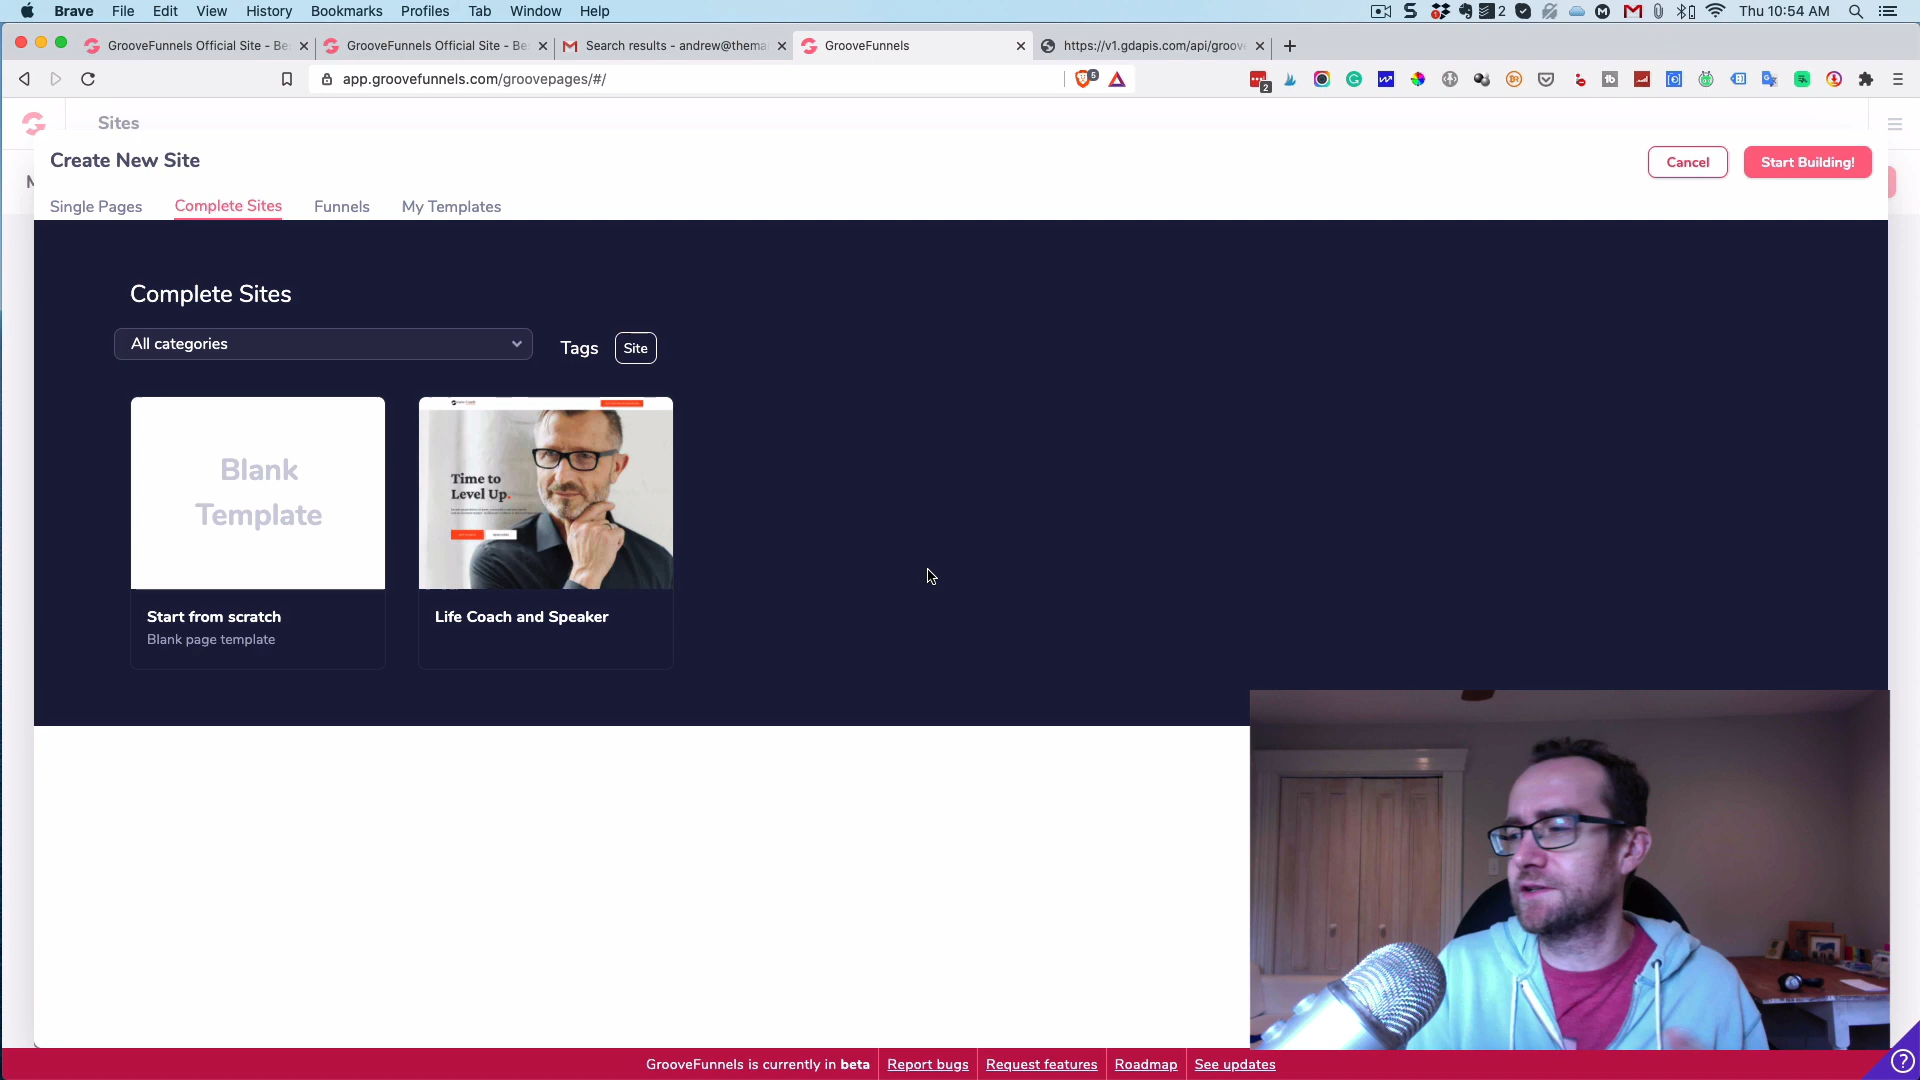 Brave File Edit View History Bookmarks Profiles Tab Window Help 2 Thu 10:54 AM
GrooveFunnels Official Site - Be
GrooveFunnels Official Site - Be
Search results - andrew@thema
GrooveFunnels
https://v1.gdapis.com/api/groov
app.groovefunnels.com/groovepages/#/
5
2
Sites
Create New Site
Cancel
Start Building!
Single Pages
Complete Sites
Funnels
My Templates
Complete Sites
All categories
Tags
Site
Blank
Template
Time to
Level Up.
Start from scratch
Blank page template
Life Coach and Speaker
GrooveFunnels is currently in beta
Report bugs
Request features
Roadmap
See updates
?